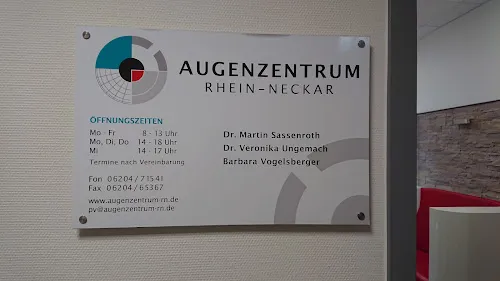 AUGENZENTRUM
RHEIN-NECKAR
ÖFFNUNGSZEITEN
Mo - Fr 8 - 13 Uhr
Mo, Di, Do 14 - 18 Uhr
Mi 14 - 17 Uhr
Termine nach Vereinbarung
Fon 06204/71541
Fax 06204/65367
www.augenzentrum-rn.de
pv@augenzentrum-rn.de
Dr. Martin Sassenroth
Dr. Veronika Ungemach
Barbara Vogelsberger